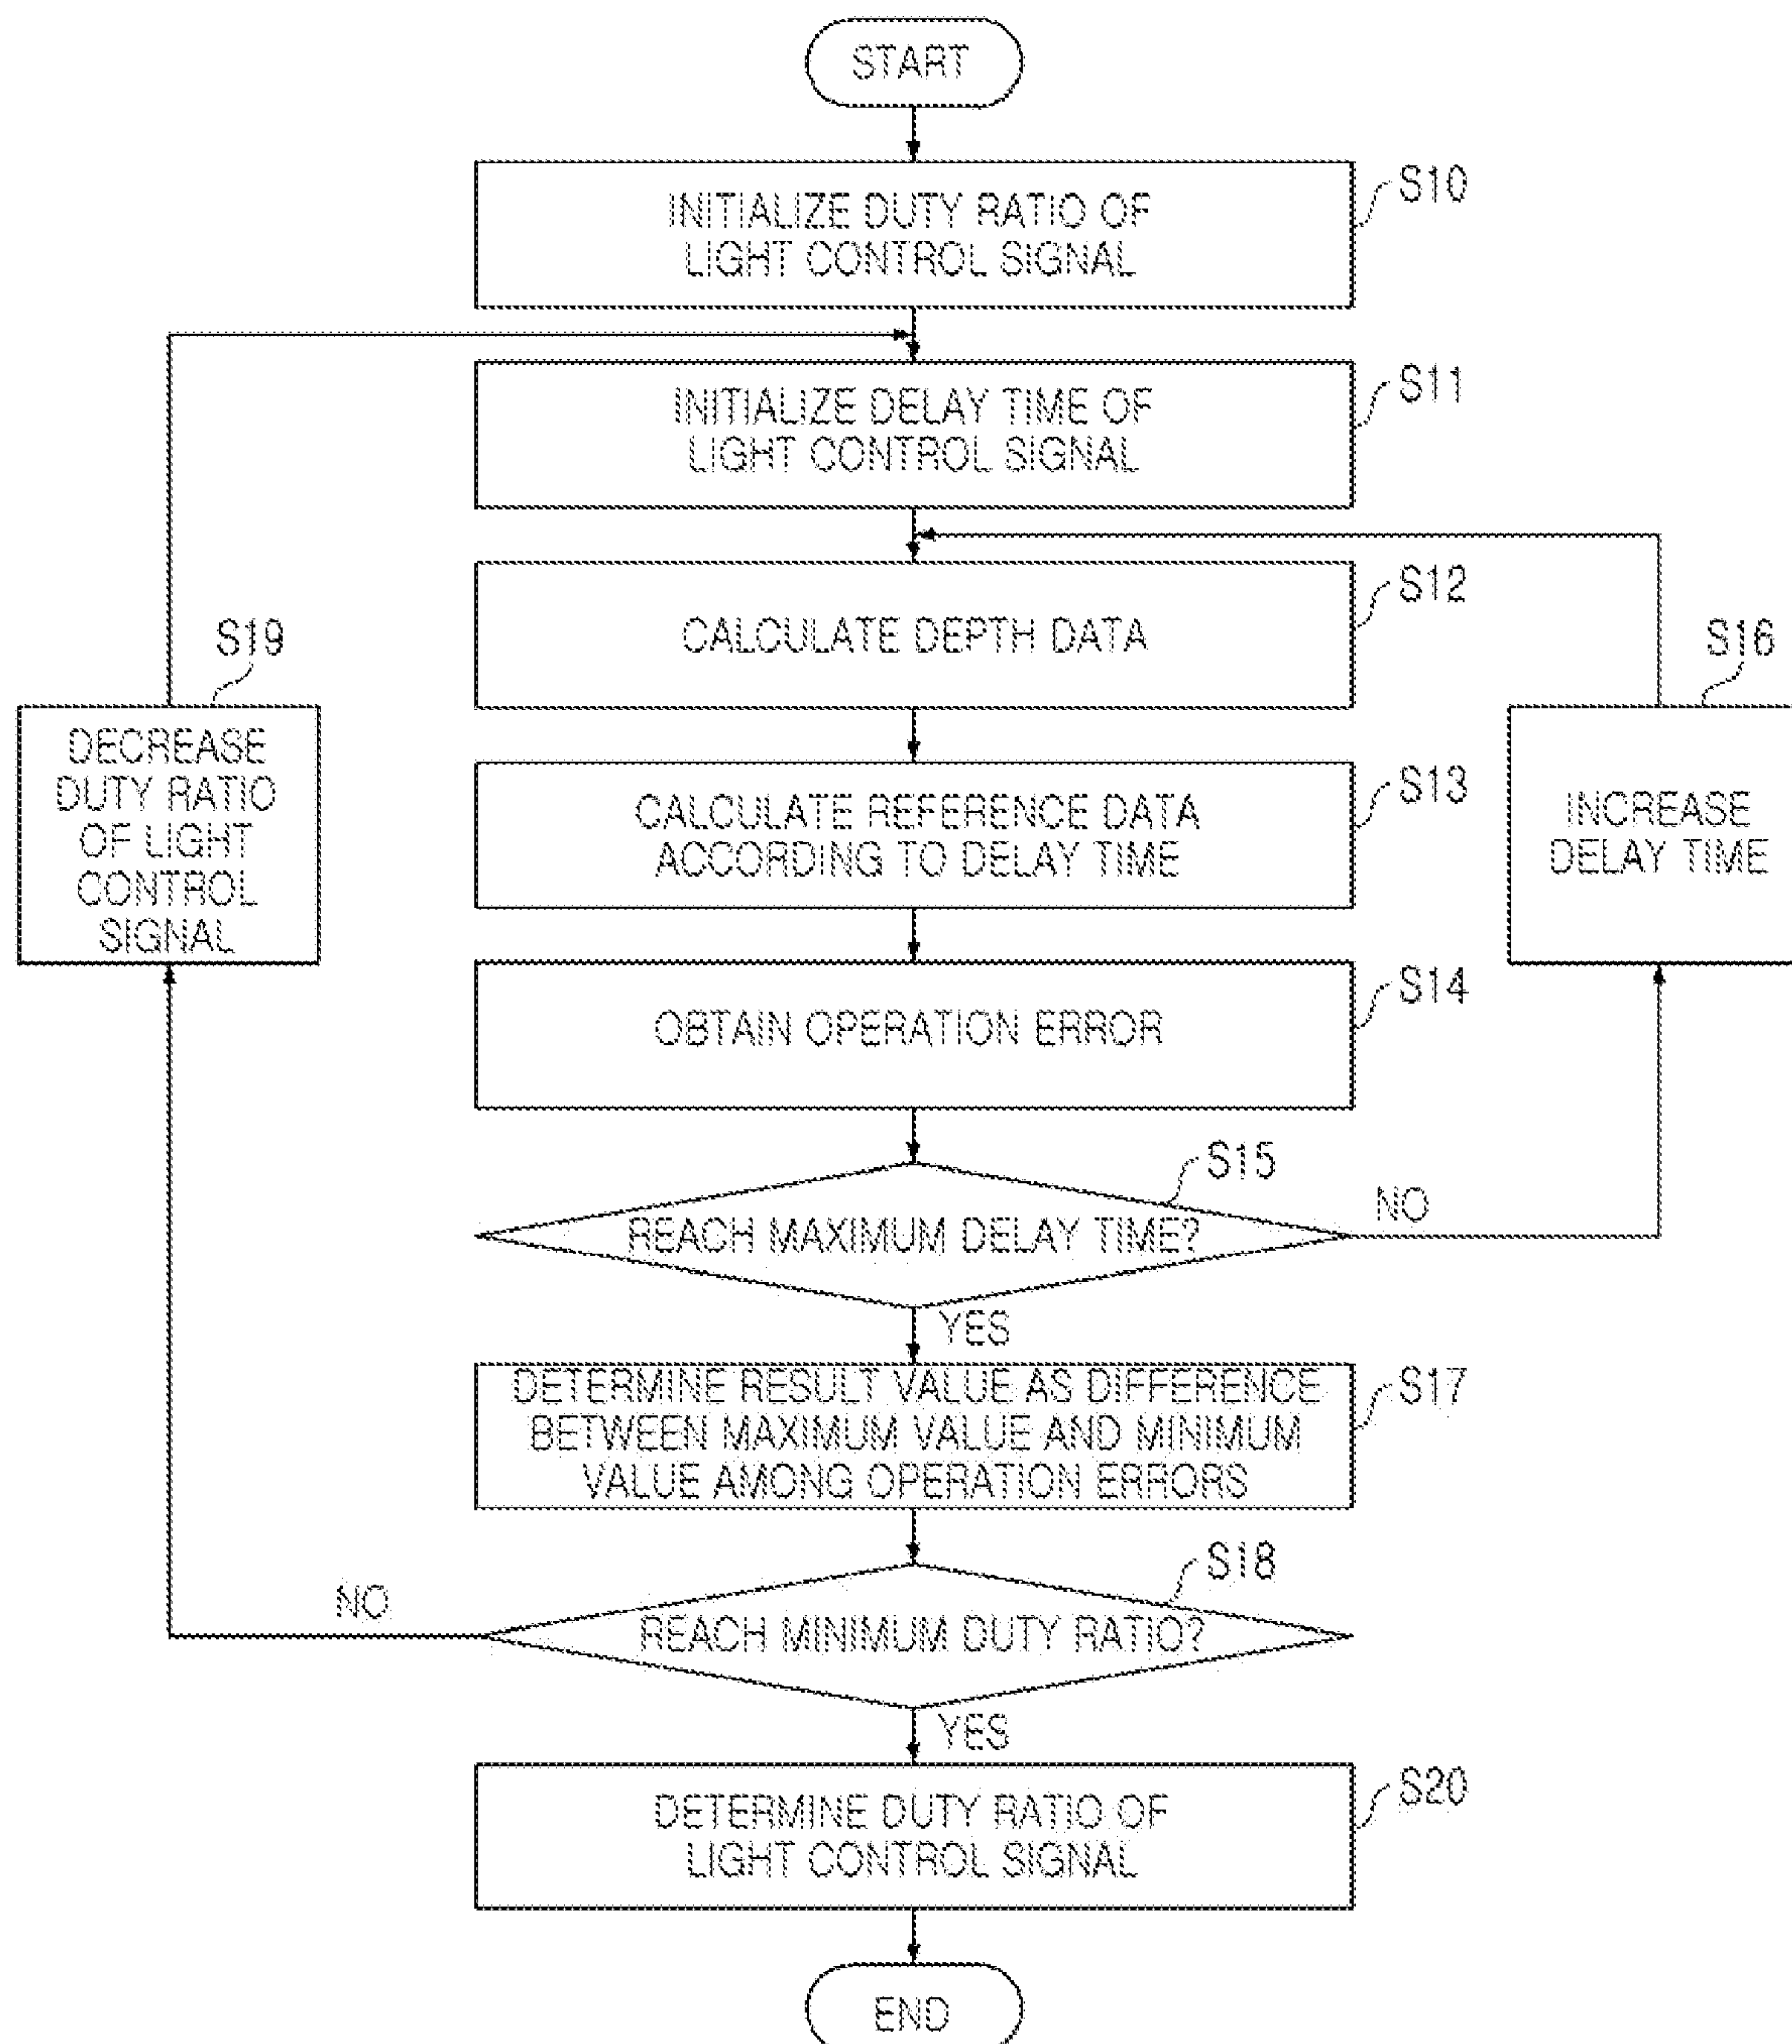 START
INITIALIZE DUTY RATIO OF
LIGHT CONTROL SIGNAL
S10
INITIALIZE DELAY TIME OF
LIGHT CONTROL SIGNAL
S11
CALCULATE DEPTH DATA
S12
S19
DECREASE
DUTY RATIO
OF LIGHT
CONTROL
SIGNAL
S16
INCREASE
DELAY TIME
CALCULATE REFERENCE DATA
ACCORDING TO DELAY TIME
S13
OBTAIN OPERATION ERROR
S14
S15
REACH MAXIMUM DELAY TIME?
NO
YES
DETERMINE RESULT VALUE AS DIFFERENCE
BETWEEN MAXIMUM VALUE AND MINIMUM
VALUE AMONG OPERATION ERRORS
S17
S18
NO
REACH MINIMUM DUTY RATIO?
YES
DETERMINE DUTY RATIO OF
LIGHT CONTROL SIGNAL
S20
END